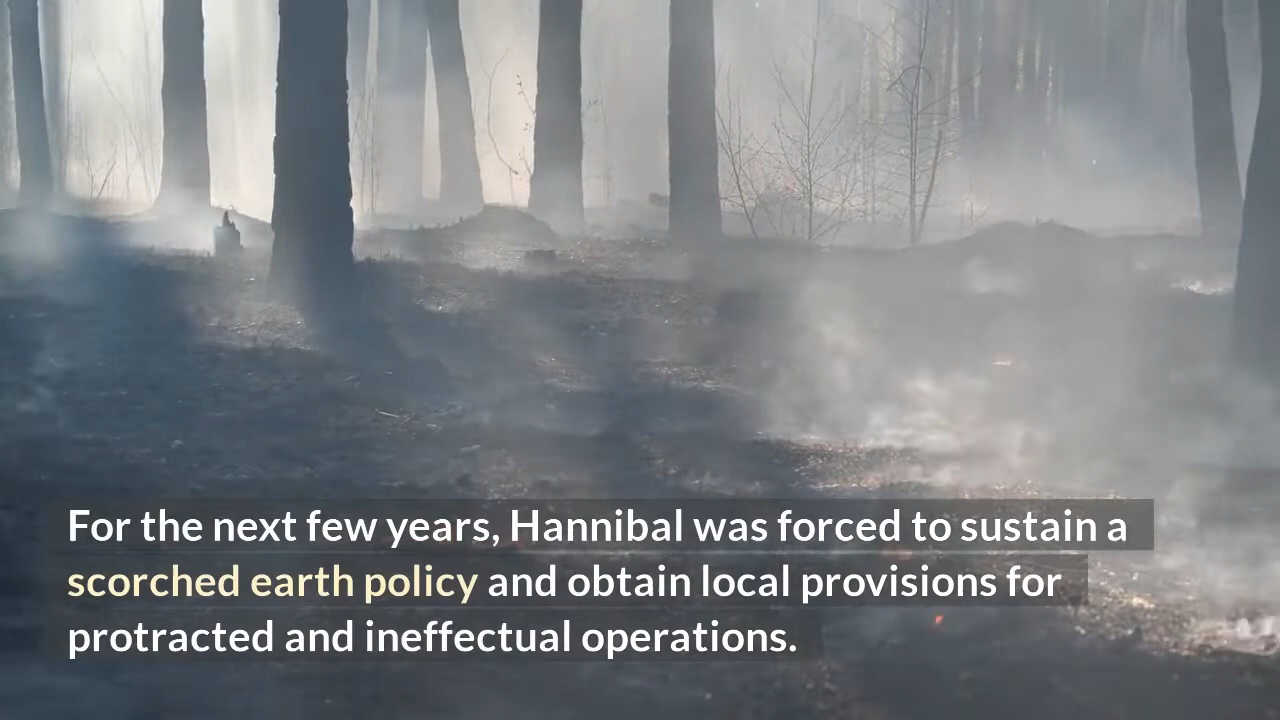 For the next few years, Hannibal was forced to sustain a
scorched earth policy and obtain local provisions for
protracted and ineffectual operations.